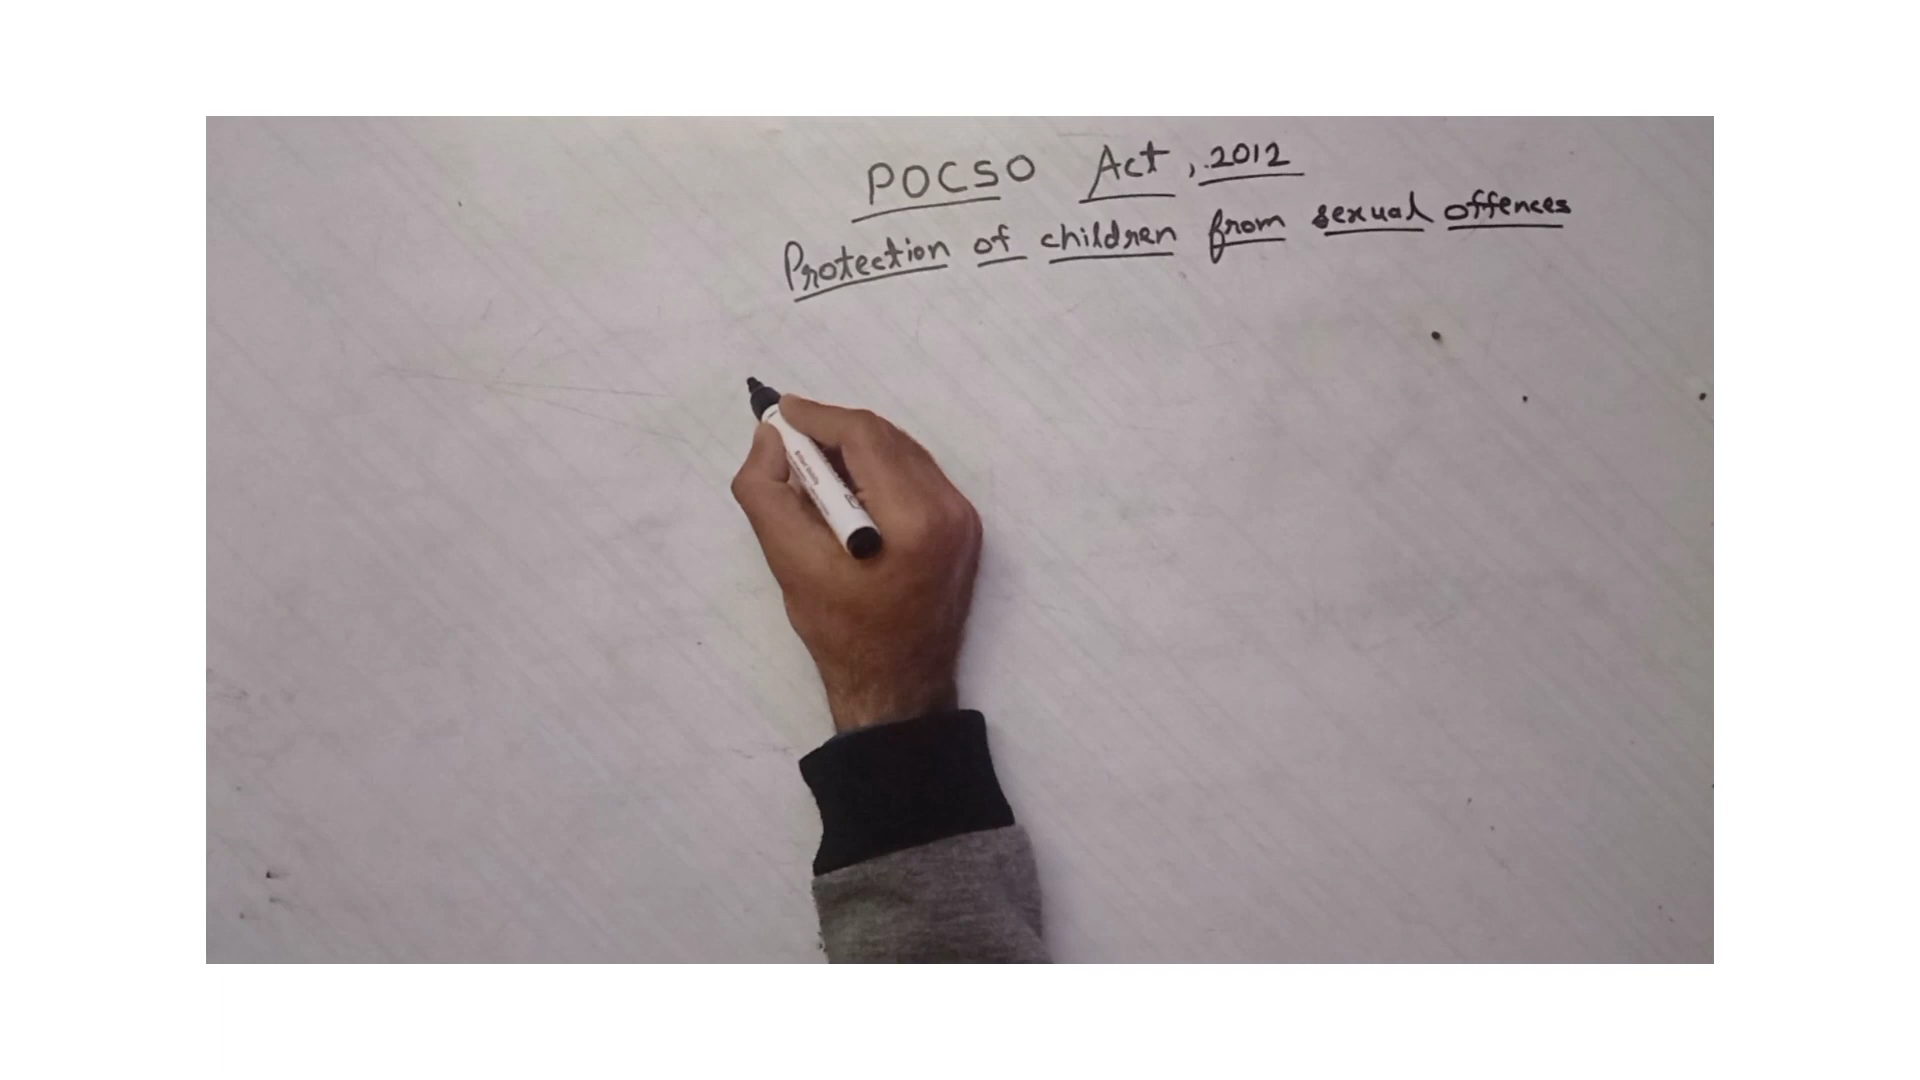 POCSO Act, 2012
Protection of children from sexual offences